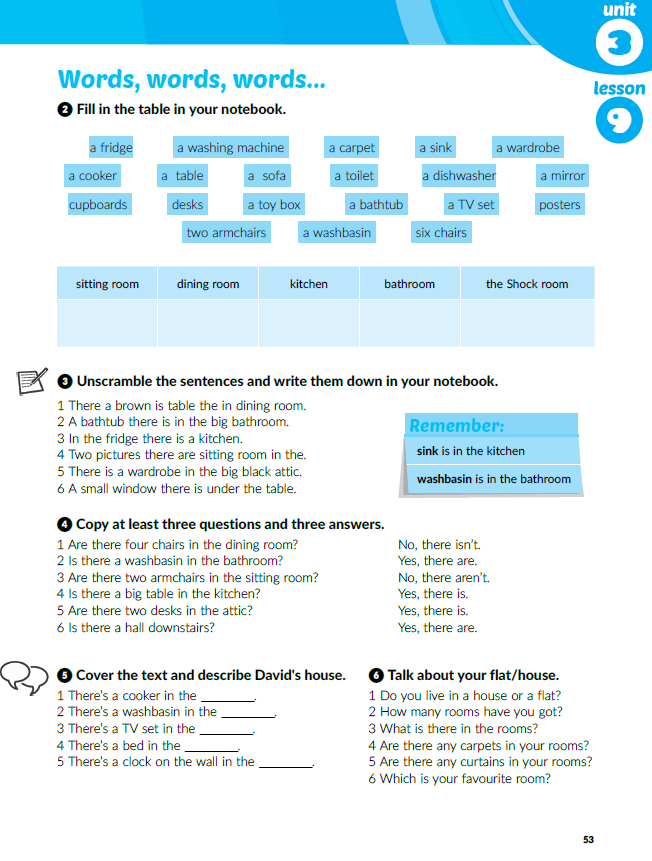 unit
3
lesson
9
Words, words, words...
2 Fill in the table in your notebook.
a fridge a washing machine a carpet a sink a wardrobe
a cooker a table a sofa a toilet a dishwasher a mirror
cupboards desks a toy box a bathtub a TV set posters
two armchairs a washbasin six chairs
sitting room dining room kitchen bathroom the Shock room
3 Unscramble the sentences and write them down in your notebook.
1 There a brown is table the in dining room.
2 A bathtub there is in the big bathroom.
3 In the fridge there is a kitchen.
4 Two pictures there are sitting room in the.
5 There is a wardrobe in the big black attic.
6 A small window there is under the table.
Remember:
sink is in the kitchen
washbasin is in the bathroom
4 Copy at least three questions and three answers.
1 Are there four chairs in the dining room? No, there isn't.
2 Is there a washbasin in the bathroom? Yes, there are.
3 Are there two armchairs in the sitting room? No, there aren't.
4 Is there a big table in the kitchen? Yes, there is.
5 Are there two desks in the attic? Yes, there is.
6 Is there a hall downstairs? Yes, there are.
5 Cover the text and describe David's house.
1 There's a cooker in the ________.
2 There's a washbasin in the ________.
3 There's a TV set in the ________.
4 There's a bed in the ________.
5 There's a clock on the wall in the ________.
6 Talk about your flat/house.
1 Do you live in a house or a flat?
2 How many rooms have you got?
3 What is there in the rooms?
4 Are there any carpets in your rooms?
5 Are there any curtains in your rooms?
6 Which is your favourite room?
53